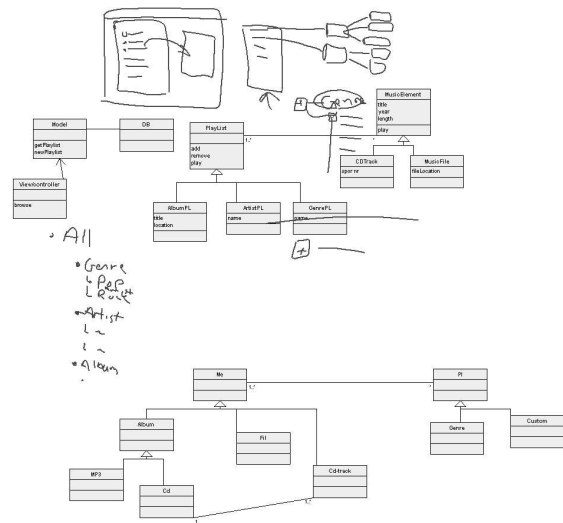 Genre
MusicElement
title
year
length
play
Model
getPlaylist
newPlaylist
DB
PlayList
add
remove
play
1..*
*
CDTrack
spor nr
MusicFile
fileLocation
Viewcontroller
browse
AlbumPL
title
location
ArtistPL
name
GenrePL
name
All
Genre
Pop
Rock
Artist
Album
Me
1..*
*
Pl
Album
Fil
Genre
Custom
MP3
Cd
Cd-track
1
1..*